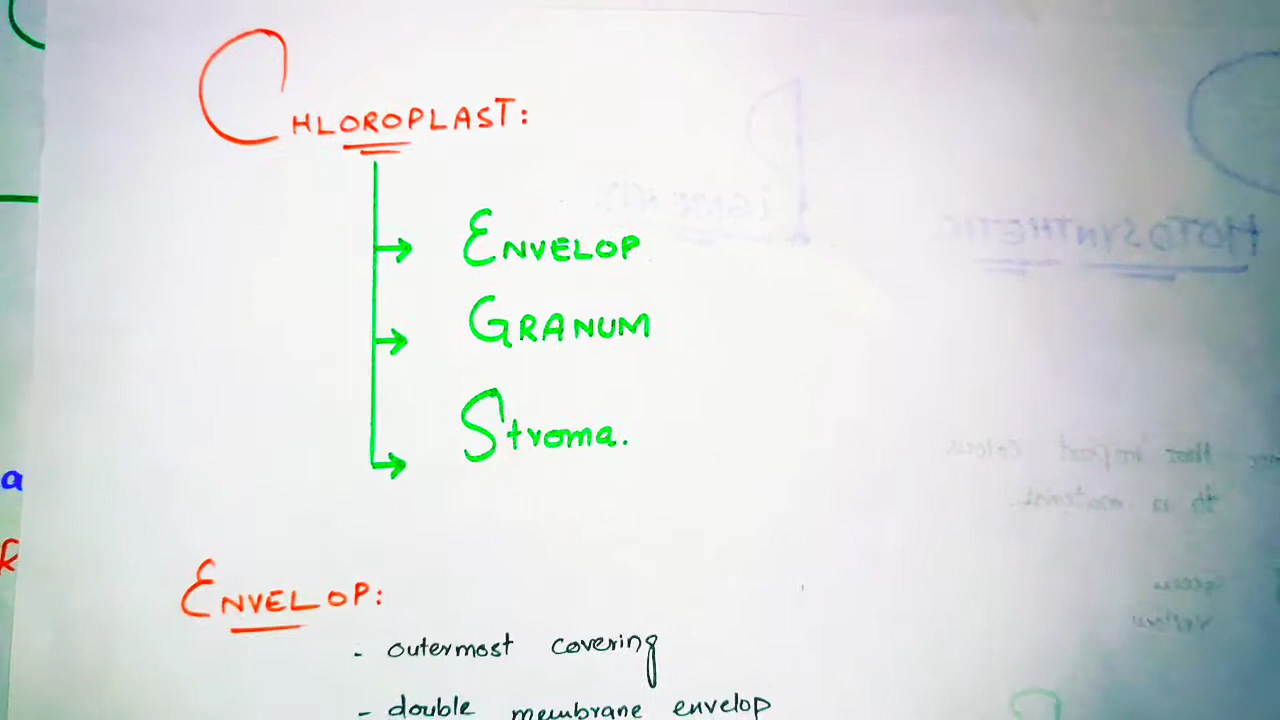 CHLOROPLAST:
ENVELOP
GRANUM
Stroma.
ENVELOP:
- outermost covering
- double membrane envelop
a